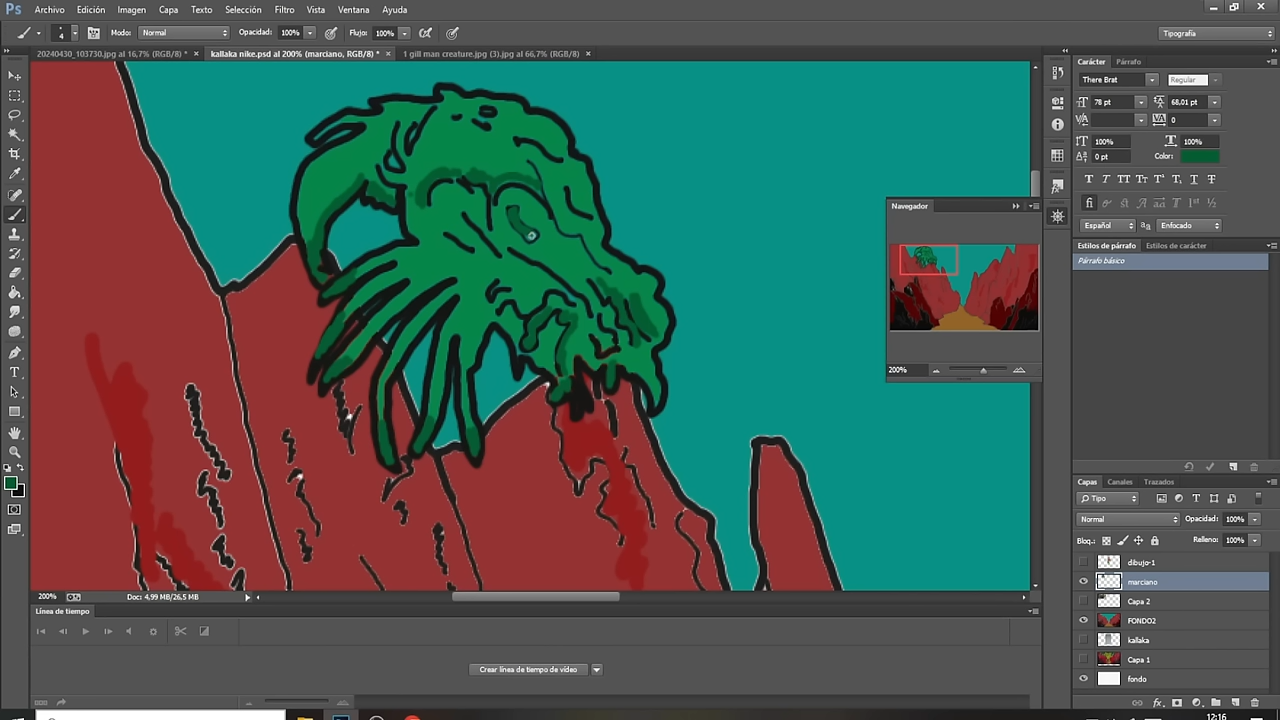 Ps Archivo Edición Imagen Capa Texto Selección Filtro Vista Ventana Ayuda
4 Modo: Normal Opacidad: 100% Flujo: 100% Tipografía
20240430_103730.jpg al 16,7% (RGB/8) * × kallaka nike.psd al 200% (marciano, RGB/8) * × 1 gill man creature.jpg (3).jpg al 66,7% (RGB/8) ×
Carácter Párrafo
There Brat Regular
78 pt 68,01 pt
0
100% 100%
0 pt Color:
Español Enfocado
Estilos de párrafo Estilos de carácter
Párrafo básico
Navegador
200%
Capas Canales Trazados
Tipo
Normal Opacidad: 100%
Bloq.: Relleno: 100%
dibujo-1
marciano
Capa 2
FONDO2
kallaka
Capa 1
fondo
200% Doc: 4,99 MB/26,5 MB
Línea de tiempo
Crear línea de tiempo de vídeo
12:16